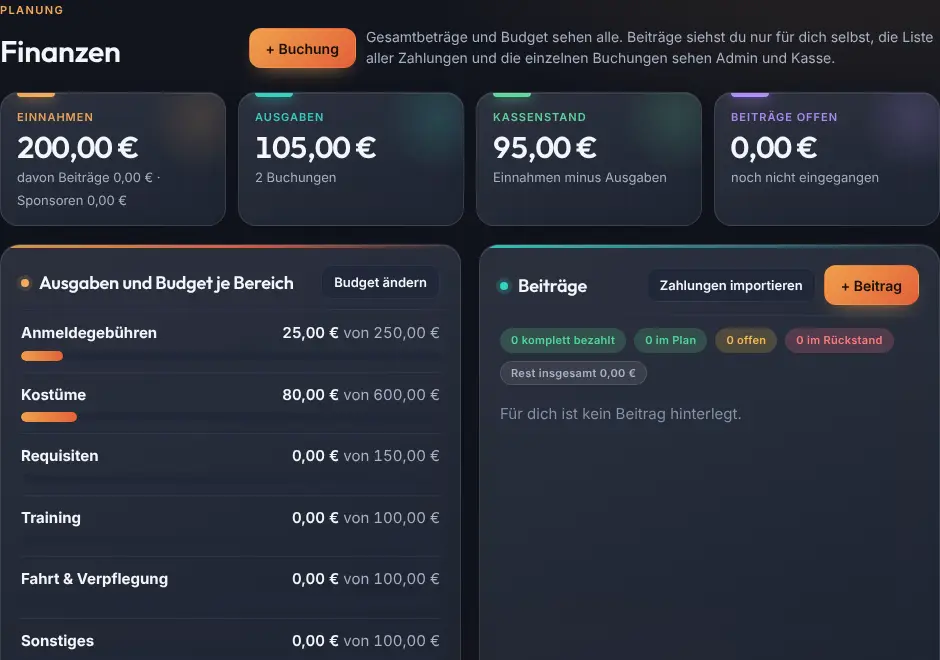 PLANUNG
Finanzen
+ Buchung
Gesamtbeträge und Budget sehen alle. Beiträge siehst du nur für dich selbst, die Liste
aller Zahlungen und die einzelnen Buchungen sehen Admin und Kasse.
EINNAHMEN
200,00 €
davon Beiträge 0,00 € ·
Sponsoren 0,00 €
AUSGABEN
105,00 €
2 Buchungen
KASSENSTAND
95,00 €
Einnahmen minus Ausgaben
BEITRÄGE OFFEN
0,00 €
noch nicht eingegangen
Ausgaben und Budget je Bereich
Budget ändern
Anmeldegebühren 25,00 € von 250,00 €
Kostüme 80,00 € von 600,00 €
Requisiten 0,00 € von 150,00 €
Training 0,00 € von 100,00 €
Fahrt & Verpflegung 0,00 € von 100,00 €
Sonstiges 0,00 € von 100,00 €
Beiträge
Zahlungen importieren
+ Beitrag
0 komplett bezahlt 0 im Plan 0 offen 0 im Rückstand
Rest insgesamt 0,00 €
Für dich ist kein Beitrag hinterlegt.